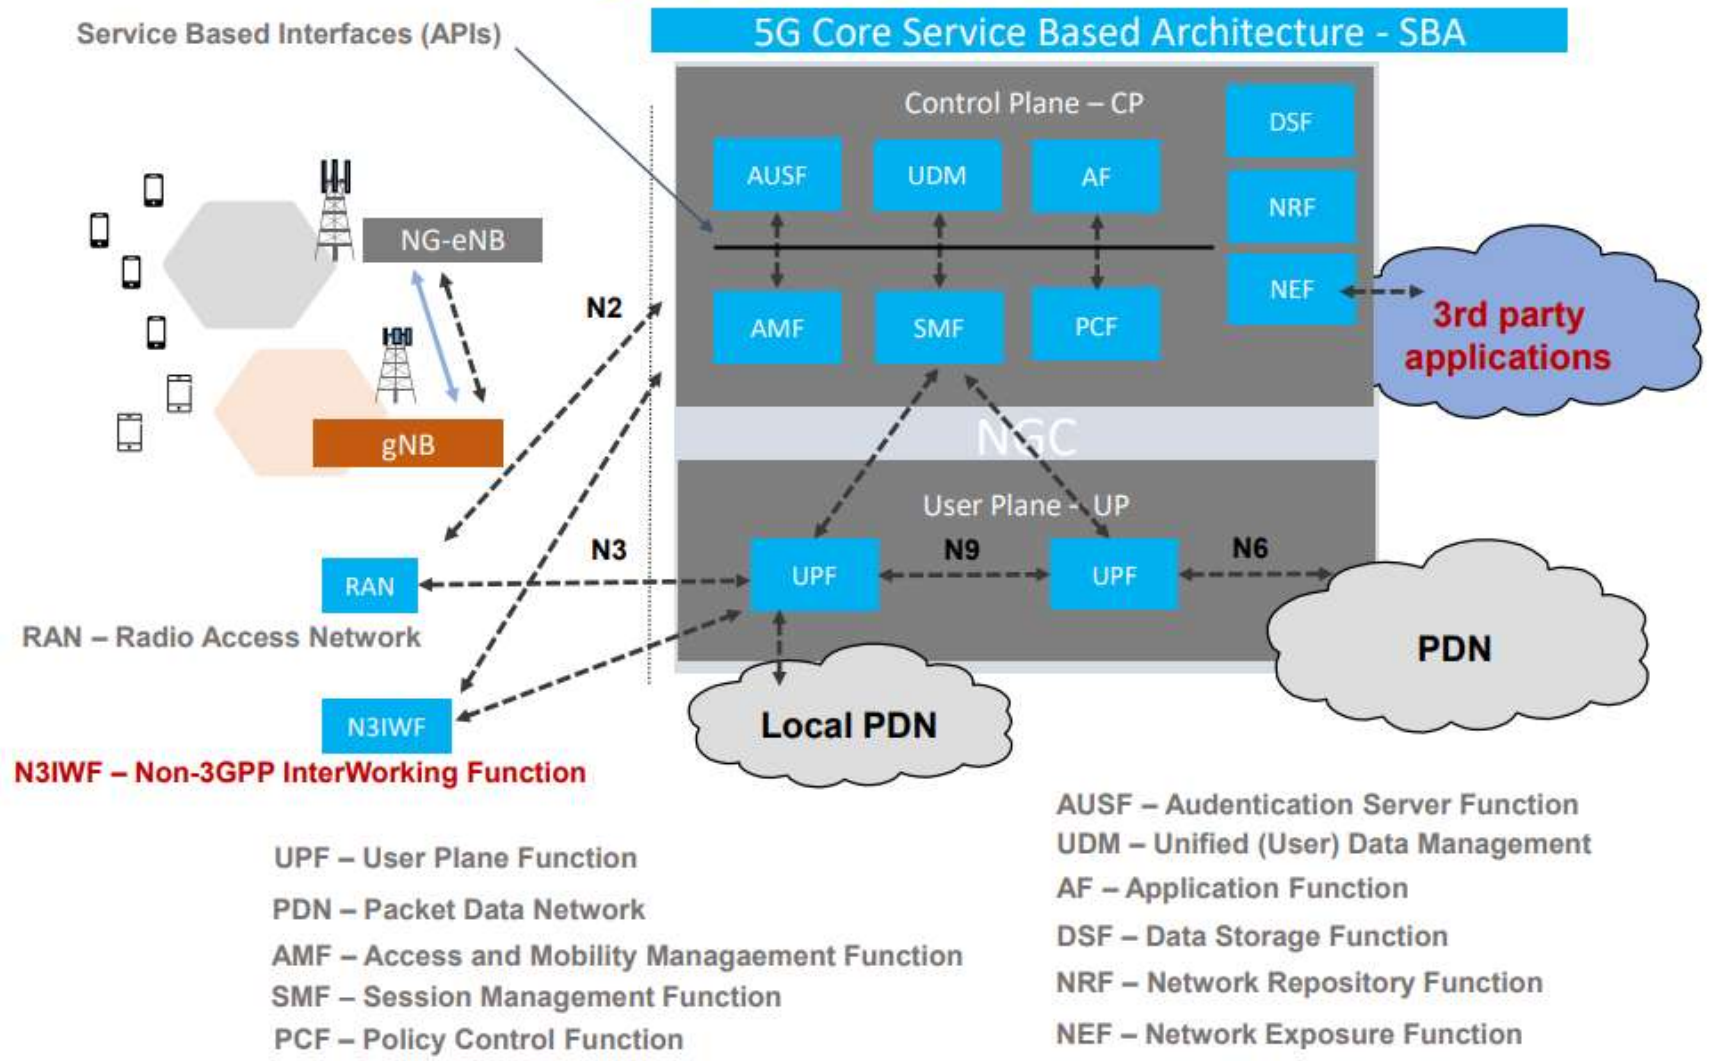 Service Based Interfaces (APIs)
5G Core Service Based Architecture - SBA
Control Plane – CP
DSF
AUSF
UDM
AF
NRF
NG-eNB
NEF
N2
AMF
SMF
PCF
3rd party
applications
gNB
NGC
User Plane - UP
N3
N9
N6
RAN
UPF
UPF
RAN – Radio Access Network
PDN
N3IWF
Local PDN
N3IWF – Non-3GPP InterWorking Function
UPF – User Plane Function
PDN – Packet Data Network
AMF – Access and Mobility Managaement Function
SMF – Session Management Function
PCF – Policy Control Function
AUSF – Audentication Server Function
UDM – Unified (User) Data Management
AF – Application Function
DSF – Data Storage Function
NRF – Network Repository Function
NEF – Network Exposure Function